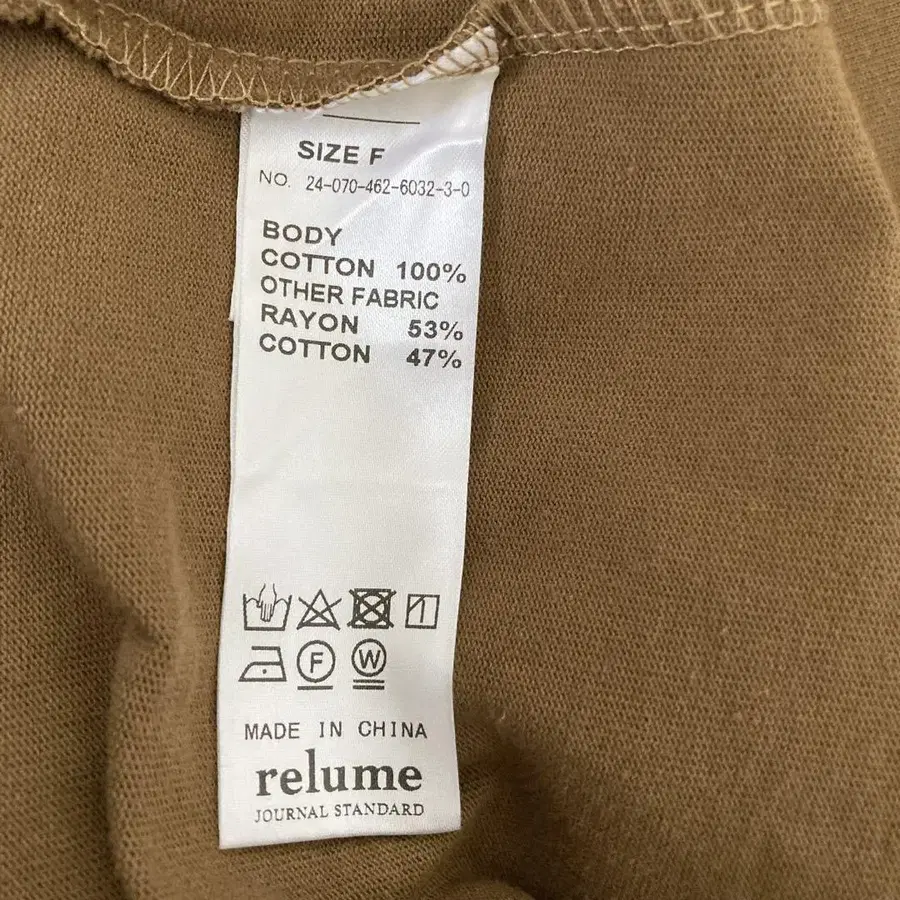 SIZE F
NO. 24-070-462-6032-3-0
BODY
COTTON 100%
OTHER FABRIC
RAYON 53%
COTTON 47%
F W
MADE IN CHINA
relume
JOURNAL STANDARD